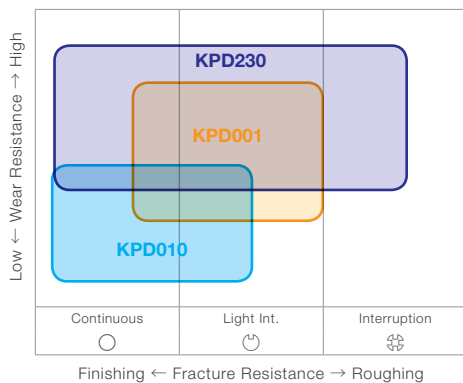 Low ← Wear Resistance → High
KPD230
KPD001
KPD010
Continuous
Light Int.
Interruption
Finishing ← Fracture Resistance → Roughing